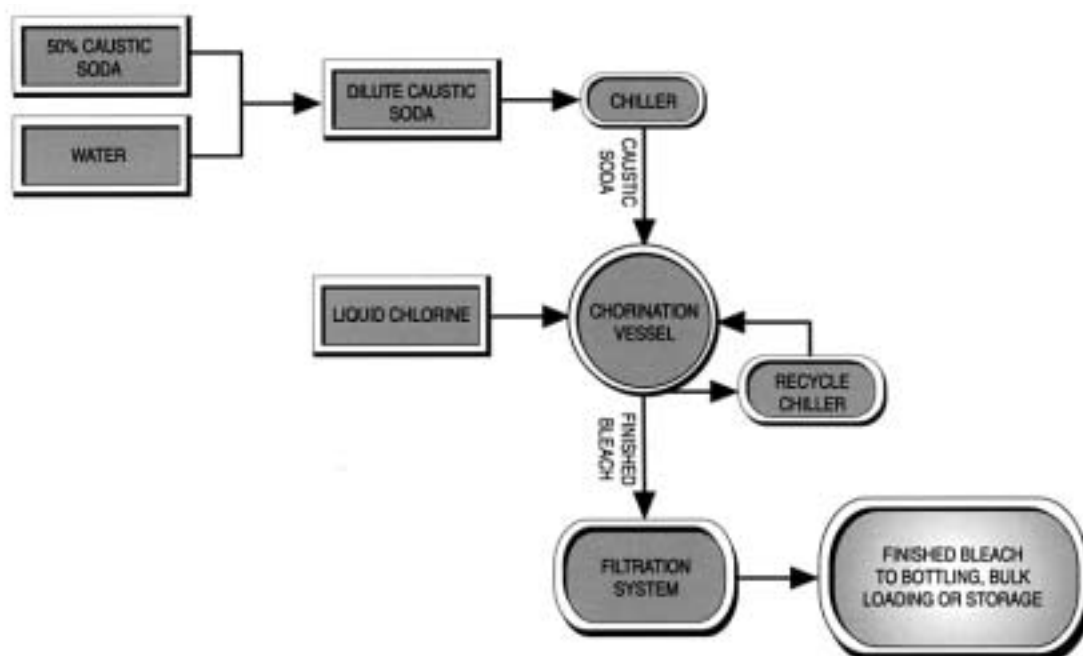 50% CAUSTIC
SODA
WATER
DILUTE CAUSTIC
SODA
CHILLER
CAUSTIC
SODA
LIQUID CHLORINE
CHORINATION
VESSEL
RECYCLE
CHILLER
FINISHED
BLEACH
FILTRATION
SYSTEM
FINISHED BLEACH
TO BOTTLING, BULK
LOADING OR STORAGE